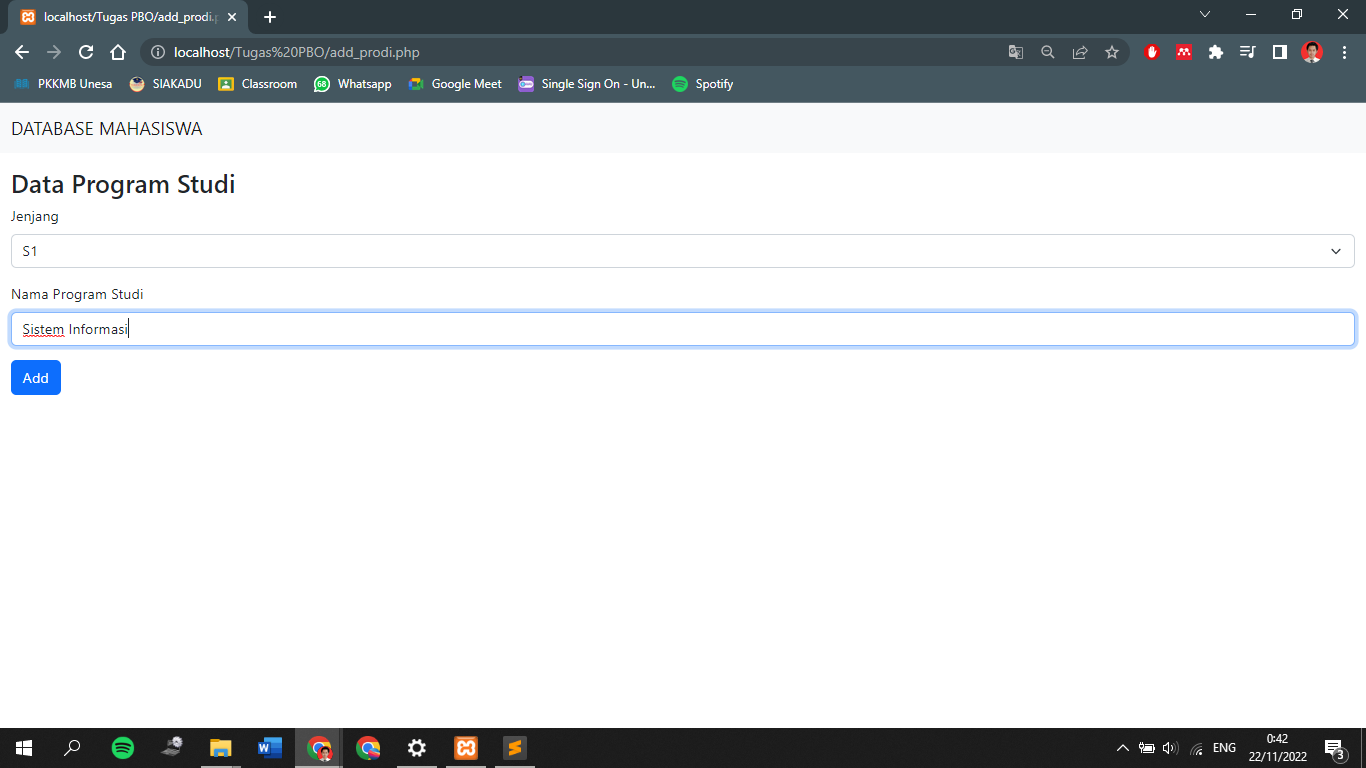 localhost/Tugas PBO/add_prodi.p
localhost/Tugas%20PBO/add_prodi.php
PKKMB Unesa SIAKADU Classroom 68 Whatsapp Google Meet Single Sign On - Un... Spotify
DATABASE MAHASISWA
Data Program Studi
Jenjang
S1
Nama Program Studi
Sistem Informasi
Add
ENG
0:42
22/11/2022
3